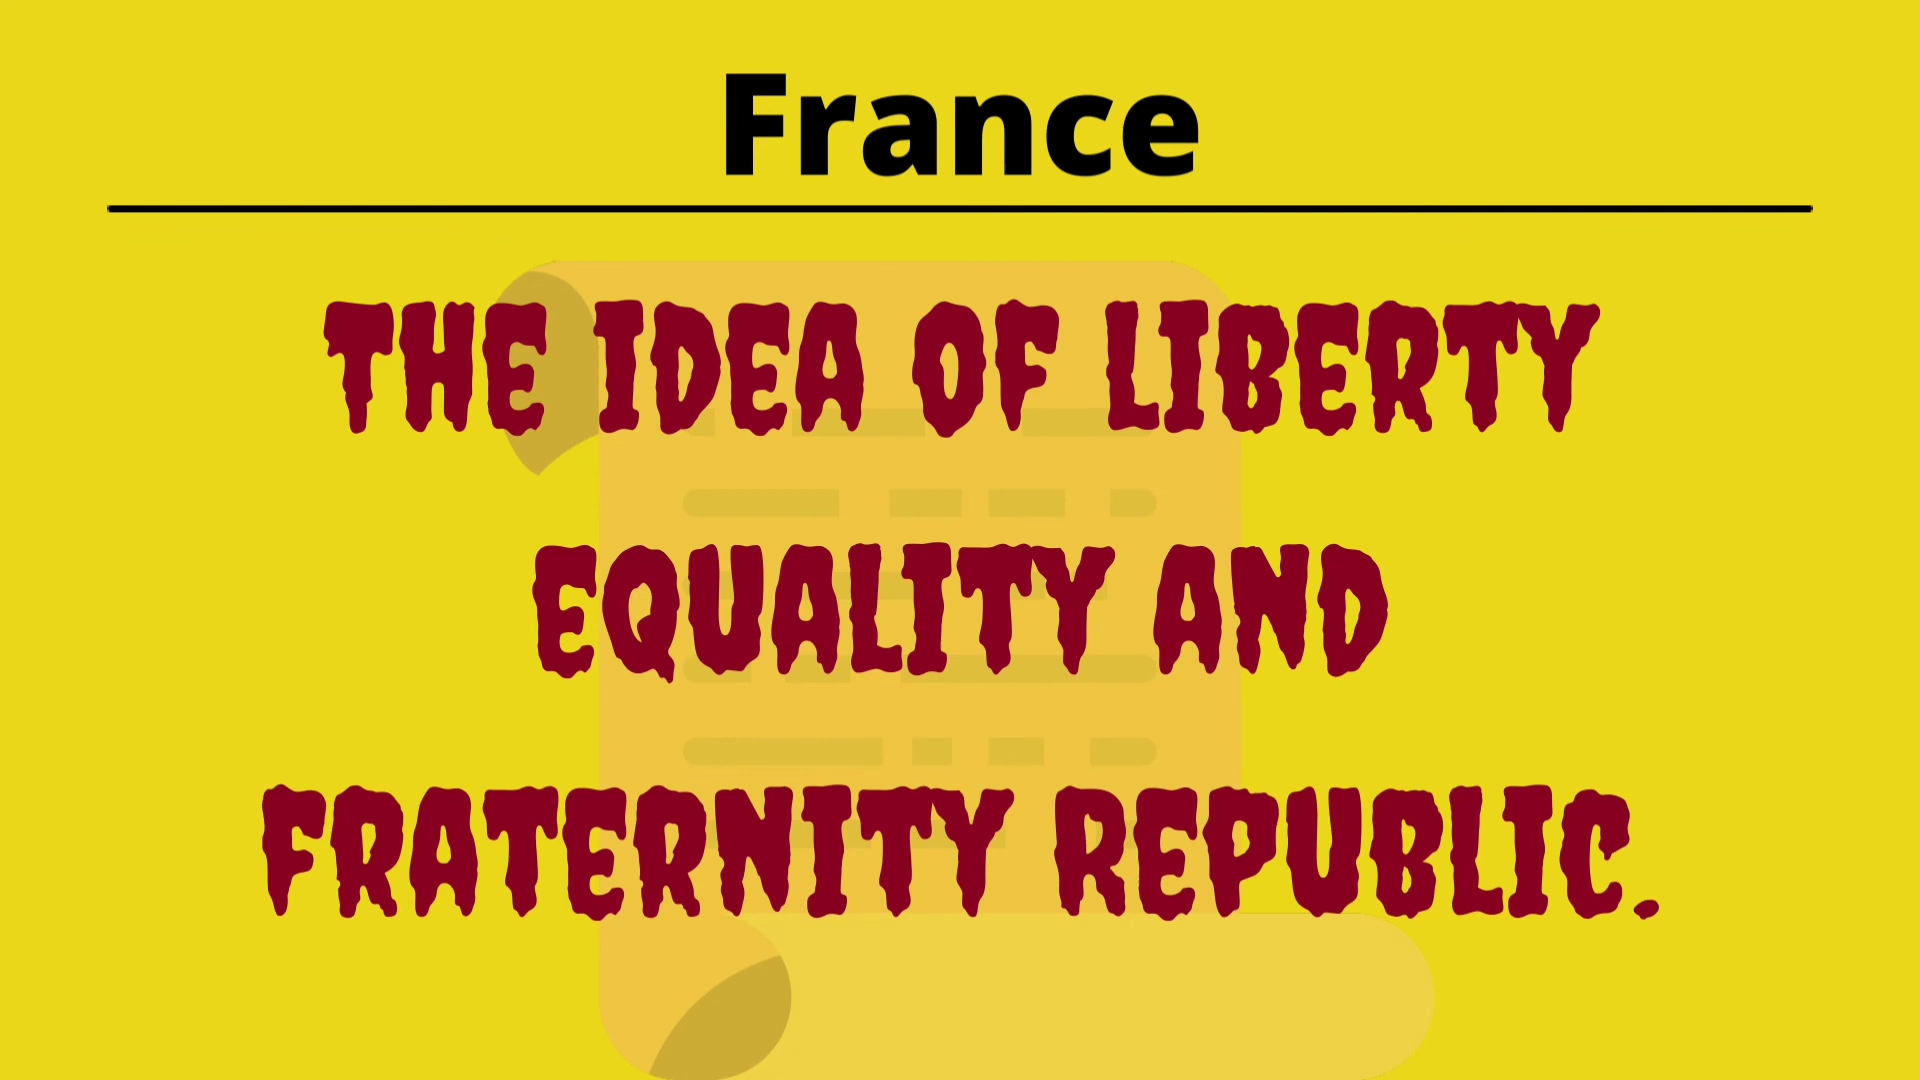 France
THE IDEA OF LIBERTY
EQUALITY AND
FRATERNITY REPUBLIC.